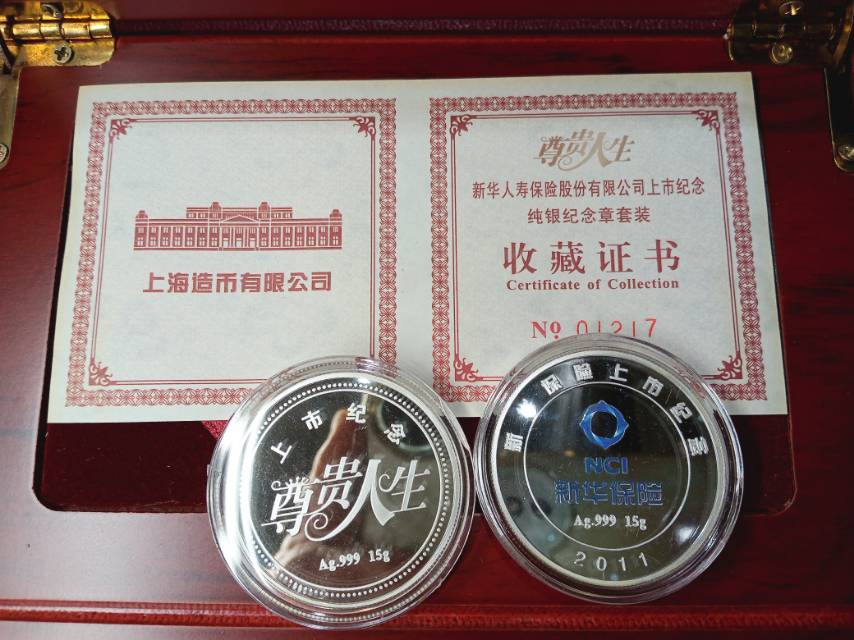 上海造币有限公司
尊贵人生
新华人寿保险股份有限公司上市纪念
纯银纪念章套装
收藏证书
Certificate of Collection
No 01217
上市纪念
尊贵人生
Ag.999 15g
新华保险上市纪念
NCI
新华保险
Ag.999 15g
2011